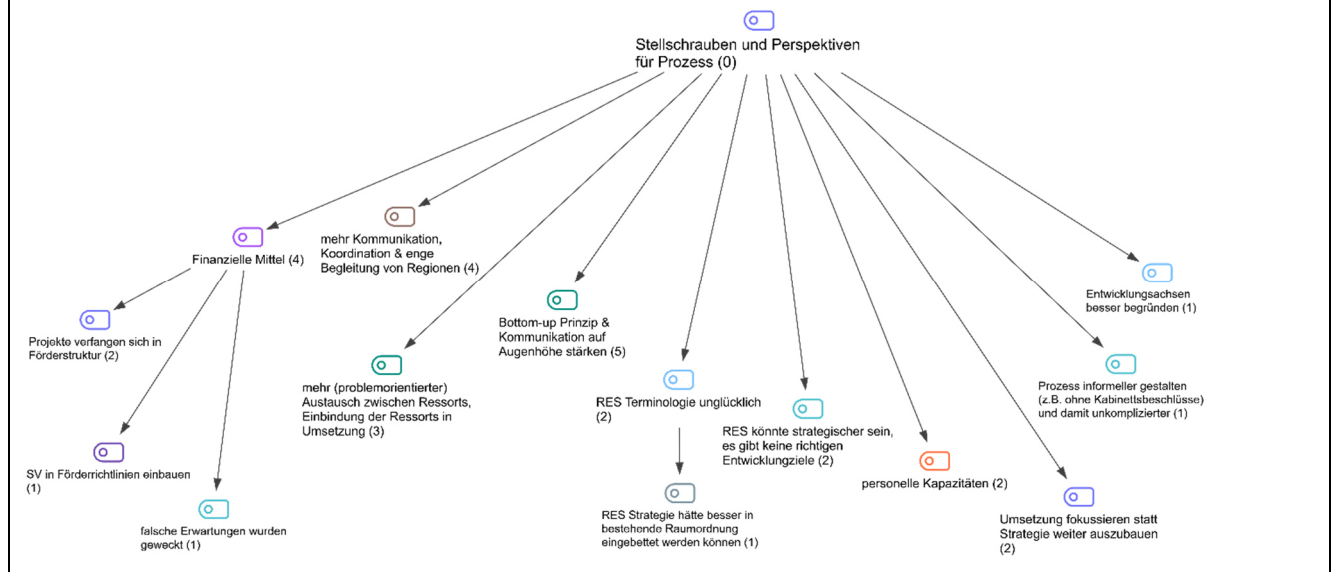 Stellschrauben und Perspektiven
für Prozess (0)
mehr Kommunikation,
Koordination & enge
Begleitung von Regionen (4)
Finanzielle Mittel (4)
Entwicklungsachsen
besser begründen (1)
Bottom-up Prinzip &
Kommunikation auf
Augenhöhe stärken (5)
Projekte verfangen sich in
Förderstruktur (2)
mehr (problemorientierter)
Austausch zwischen Ressorts,
Einbindung der Ressorts in
Umsetzung (3)
Prozess informeller gestalten
(z.B. ohne Kabinettsbeschlüsse)
und damit unkomplizierter (1)
RES Terminologie unglücklich
(2)
RES könnte strategischer sein,
es gibt keine richtigen
Entwicklungziele (2)
SV in Förderrichtlinien einbauen
(1)
personelle Kapazitäten (2)
RES Strategie hätte besser in
bestehende Raumordnung
eingebettet werden können (1)
Umsetzung fokussieren statt
Strategie weiter auszubauen
(2)
falsche Erwartungen wurden
geweckt (1)